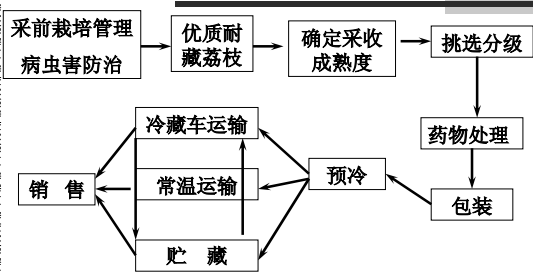 采前栽培管理
病虫害防治
优质耐
藏荔枝
确定采收
成熟度
挑选分级
药物处理
包装
预冷
冷藏车运输
常温运输
贮 藏
销 售